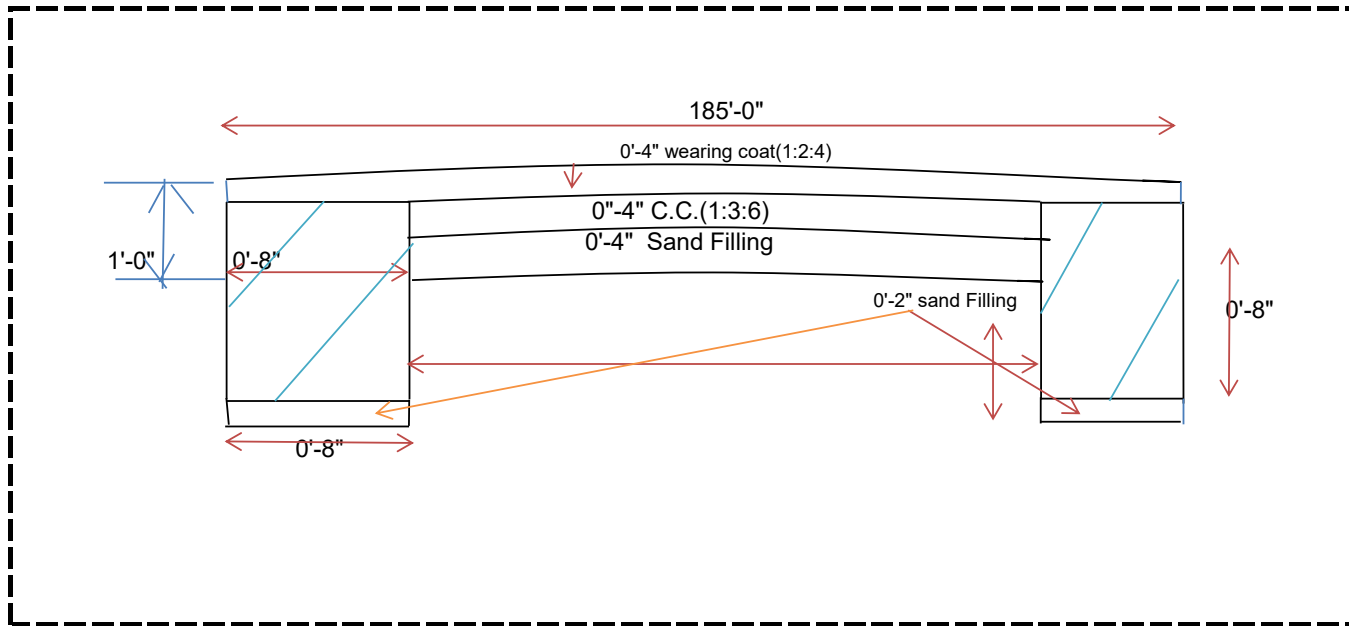 185'-0"
0'-4" wearing coat(1:2:4)
0"-4" C.C.(1:3:6)
0'-4" Sand Filling
1'-0"
0'-8"
0'-2" sand Filling
0'-8"
0'-8"